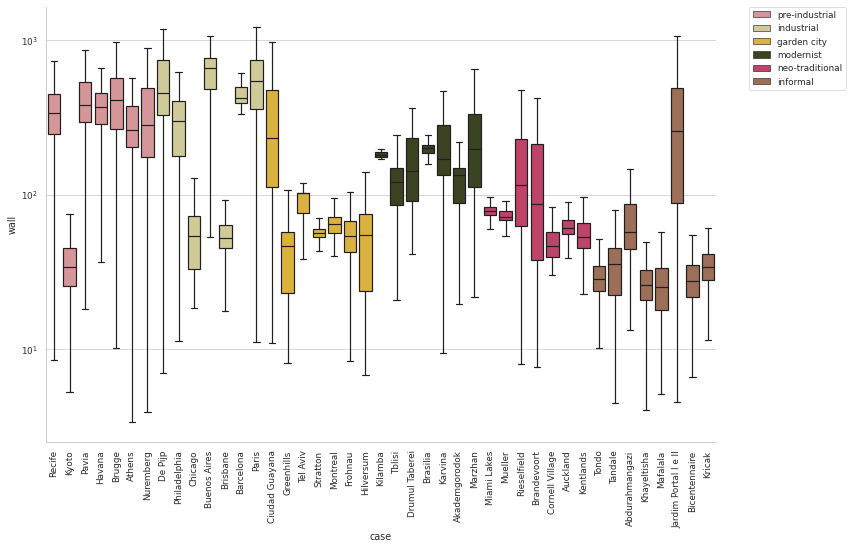 pre-industrial
industrial
garden city
modernist
neo-traditional
informal
10³
10²
10¹
wall
Recife
Kyoto
Pavia
Havana
Brugge
Athens
Nuremberg
De Pijp
Philadelphia
Chicago
Buenos Aires
Brisbane
Barcelona
Paris
Ciudad Guayana
Greenhills
Tel Aviv
Stratton
Montreal
Frohnau
Hilversum
Kilamba
Tblisi
Drumul Taberei
Brasilia
Karvina
Akademgorodok
Marzhan
Miami Lakes
Mueller
Rieselfield
Brandevoort
Cornell Village
Auckland
Kentlands
Tondo
Tandale
Abdurahmangazi
Khayeltisha
Mafalala
Jardim Portal I e II
Bicentennaire
Kricak
case